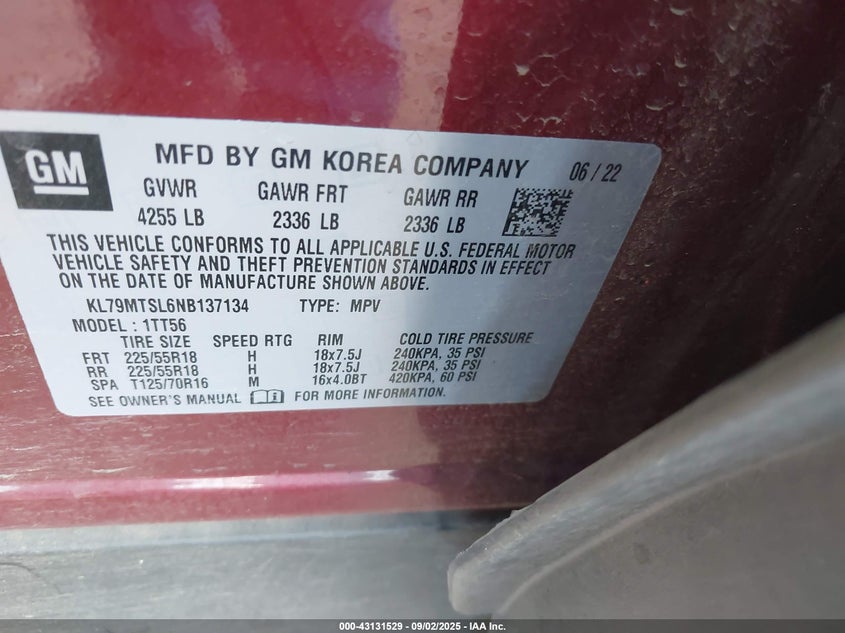 GM
MFD BY GM KOREA COMPANY 06 / 22
GVWR GAWR FRT GAWR RR
4255 LB 2336 LB 2336 LB
THIS VEHICLE CONFORMS TO ALL APPLICABLE U.S. FEDERAL MOTOR
VEHICLE SAFETY AND THEFT PREVENTION STANDARDS IN EFFECT
ON THE DATE OF MANUFACTURE SHOWN ABOVE.
KL79MTSL6NB137134 TYPE: MPV
MODEL : 1TT56
TIRE SIZE SPEED RTG RIM COLD TIRE PRESSURE
FRT 225/55R18 H 18x7.5J 240KPA, 35 PSI
RR 225/55R18 H 18x7.5J 240KPA, 35 PSI
SPA T125/70R16 M 16x4.0BT 420KPA, 60 PSI
SEE OWNER'S MANUAL FOR MORE INFORMATION.
000-43131529 - 09/02/2025 - IAA Inc.